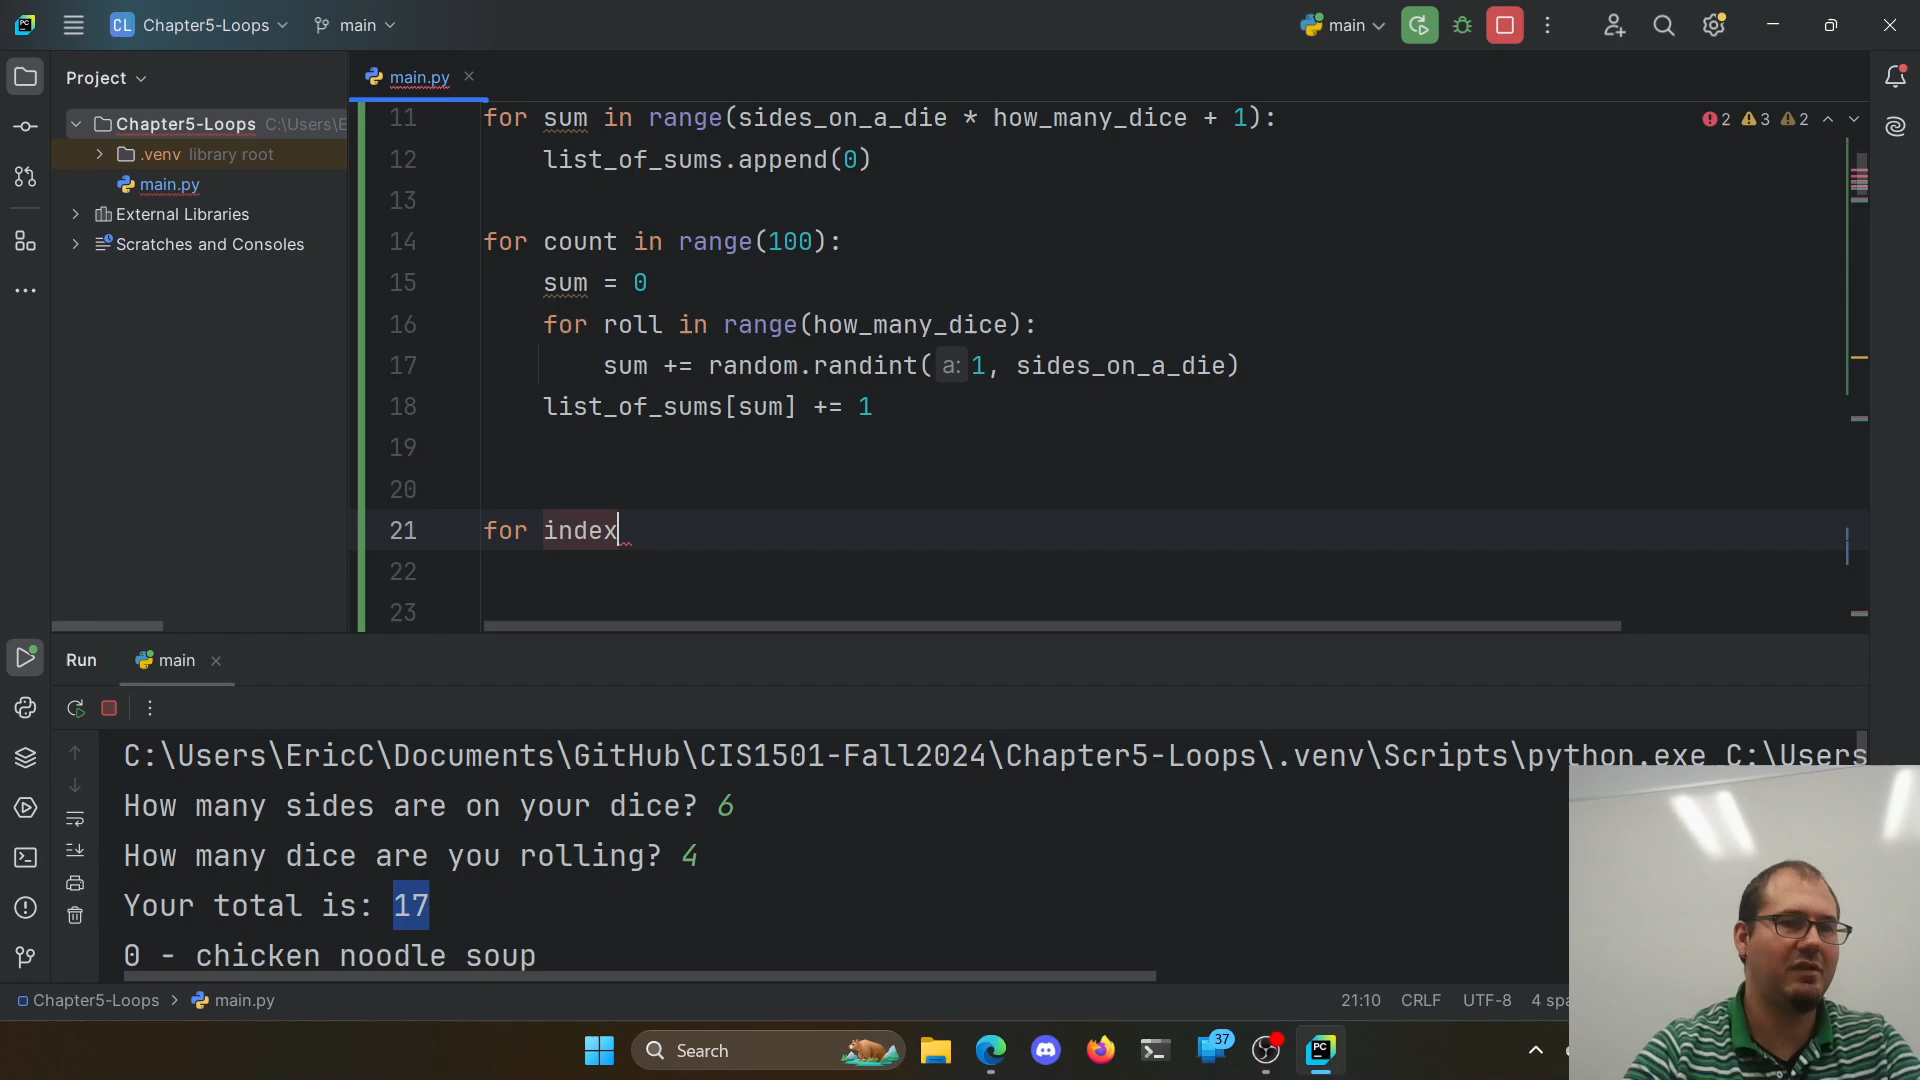 CL Chapter5-Loops main main
Project
main.py
Chapter5-Loops C:\Users\E
.venv library root
main.py
External Libraries
Scratches and Consoles
11 for sum in range(sides_on_a_die * how_many_dice + 1):
2 3 2
12 list_of_sums.append(0)
13
14 for count in range(100):
15 sum = 0
16 for roll in range(how_many_dice):
17 sum += random.randint(a:1, sides_on_a_die)
18 list_of_sums[sum] += 1
19
20
21 for index
22
23
Run main
C:\Users\EricC\Documents\GitHub\CIS1501-Fall2024\Chapter5-Loops\.venv\Scripts\python.exe C:\Users
How many sides are on your dice? 6
How many dice are you rolling? 4
Your total is: 17
0 - chicken noodle soup
Chapter5-Loops > main.py
21:10 CRLF UTF-8 4 spa
Search
37
PC